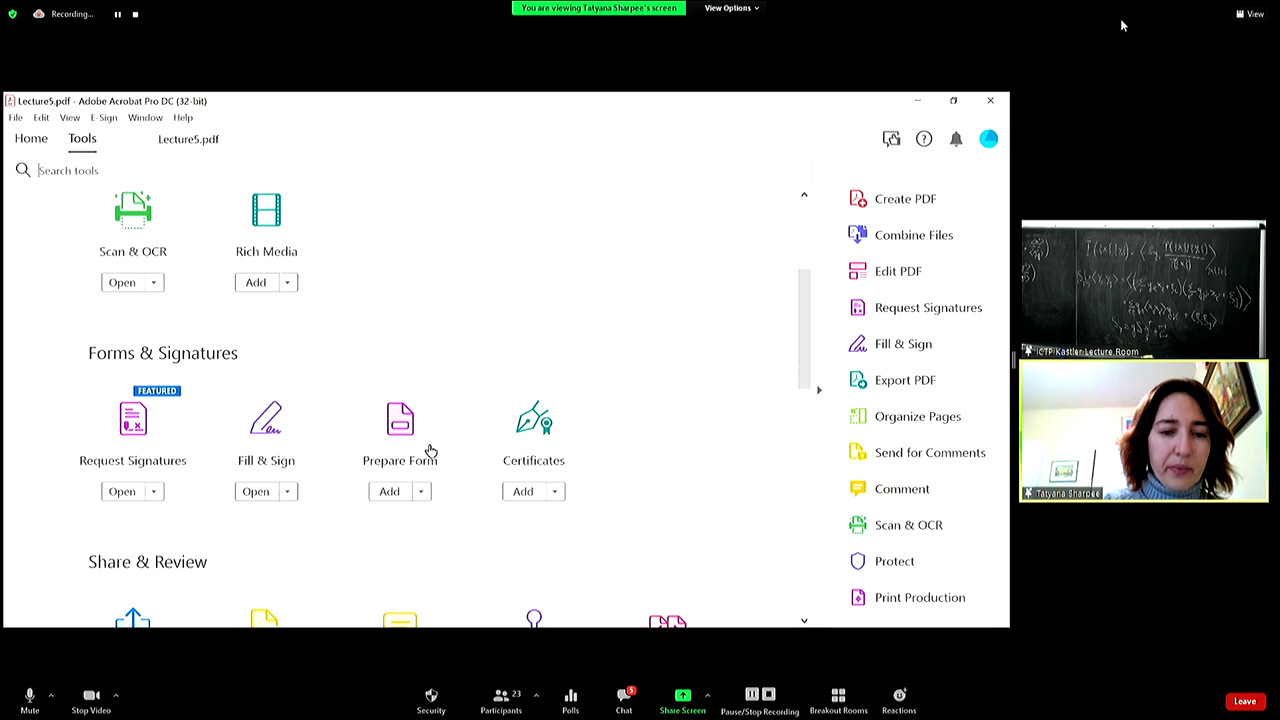 Recording...
You are viewing Tatyana Sharpee's screen
View Options
View
Lecture5.pdf - Adobe Acrobat Pro DC (32-bit)
File Edit View E-Sign Window Help
Home Tools Lecture5.pdf
Search tools
Scan & OCR Rich Media
Open Add
Forms & Signatures
FEATURED
Request Signatures Fill & Sign Prepare Form Certificates
Open Open Add Add
Share & Review
Create PDF
Combine Files
Edit PDF
Request Signatures
Fill & Sign
Export PDF
Organize Pages
Send for Comments
Comment
Scan & OCR
Protect
Print Production
ICTP Kastler Lecture Room
Tatyana Sharpee
Mute Stop Video Security Participants 23 Polls Chat 5 Share Screen Pause/Stop Recording Breakout Rooms Reactions Leave